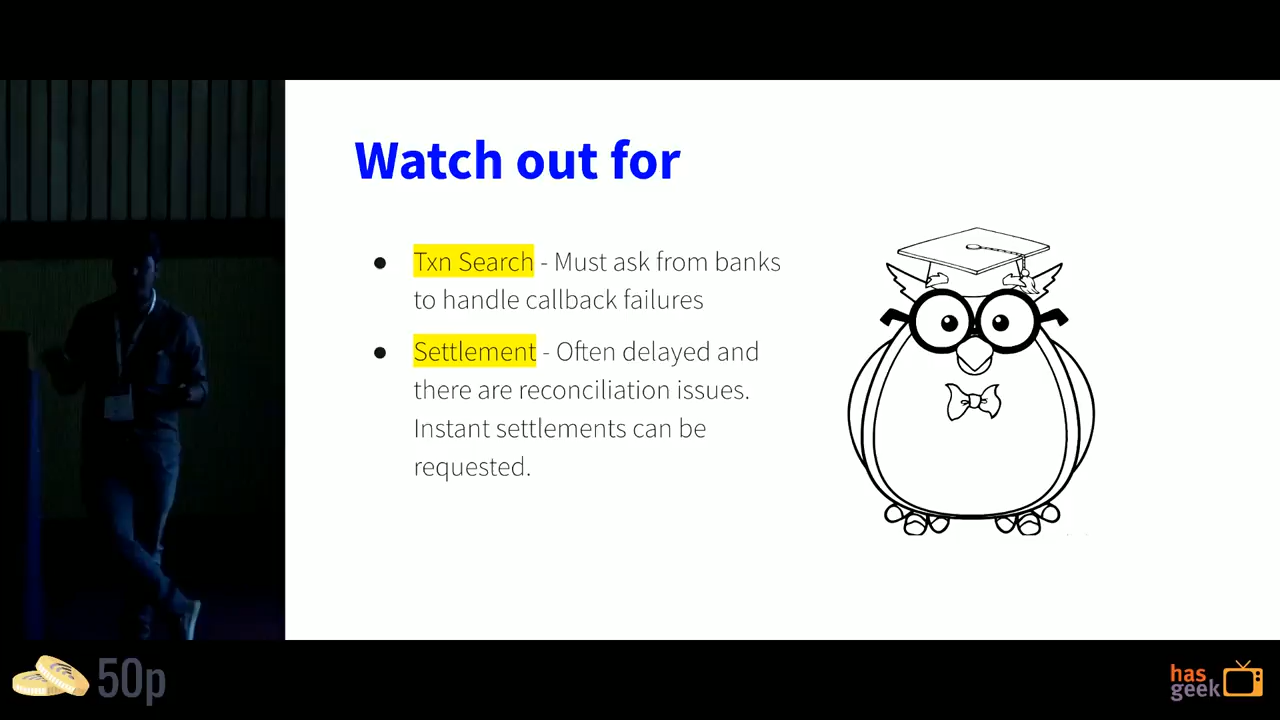 Watch out for
● Txn Search - Must ask from banks
to handle callback failures
● Settlement - Often delayed and
there are reconciliation issues.
Instant settlements can be
requested.
50p
has
geek